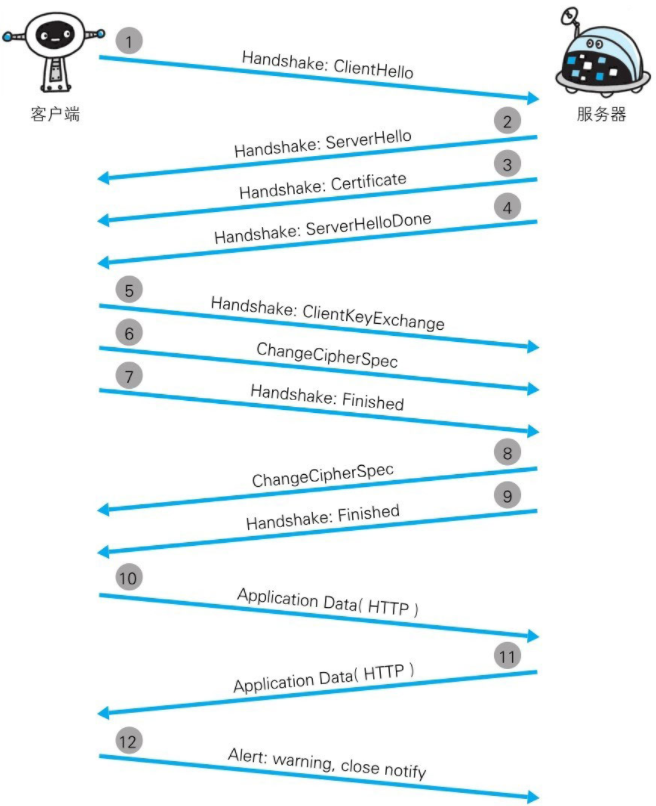 客户端
服务器
1
Handshake: ClientHello
2
Handshake: ServerHello
3
Handshake: Certificate
4
Handshake: ServerHelloDone
5
Handshake: ClientKeyExchange
6
ChangeCipherSpec
7
Handshake: Finished
8
ChangeCipherSpec
9
Handshake: Finished
10
Application Data( HTTP )
11
Application Data( HTTP )
12
Alert: warning, close notify